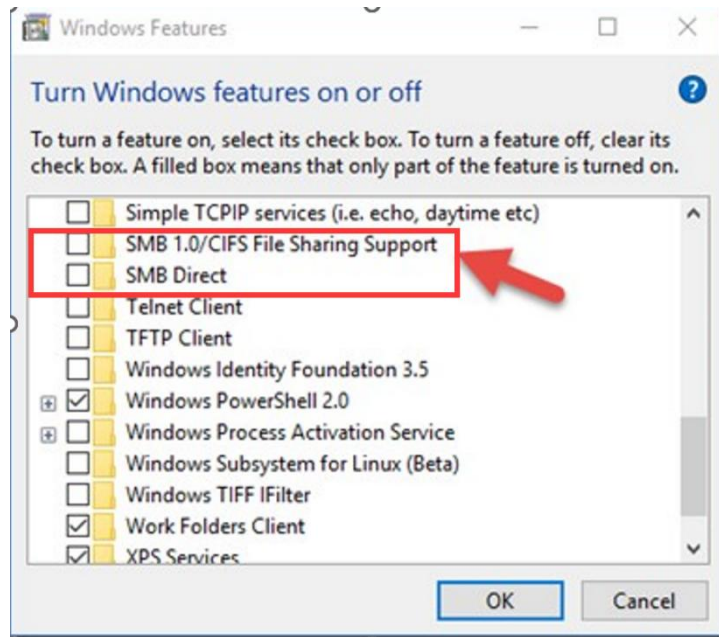 Windows Features
Turn Windows features on or off
To turn a feature on, select its check box. To turn a feature off, clear its
check box. A filled box means that only part of the feature is turned on.
Simple TCPIP services (i.e. echo, daytime etc)
SMB 1.0/CIFS File Sharing Support
SMB Direct
Telnet Client
TFTP Client
Windows Identity Foundation 3.5
Windows PowerShell 2.0
Windows Process Activation Service
Windows Subsystem for Linux (Beta)
Windows TIFF IFilter
Work Folders Client
XPS Services
OK Cancel